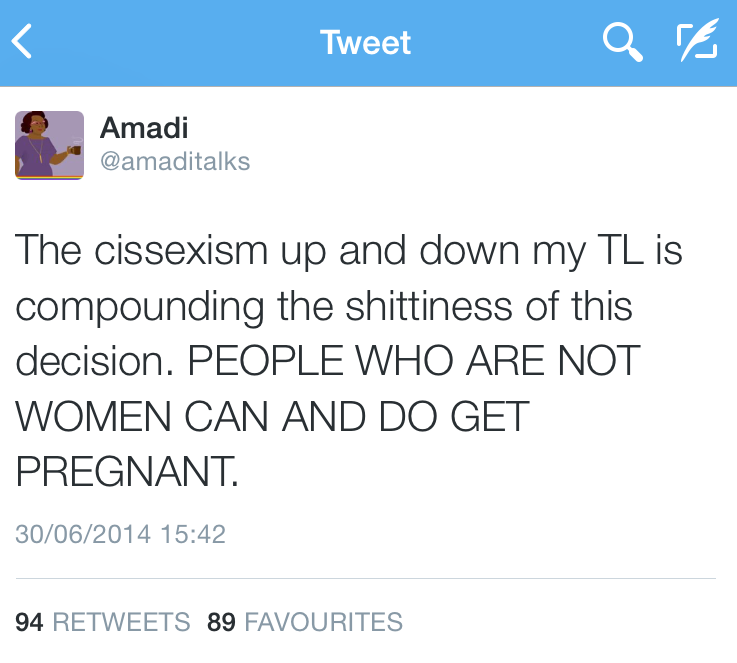 Tweet
Amadi
@amaditalks
The cissexism up and down my TL is
compounding the shittiness of this
decision. PEOPLE WHO ARE NOT
WOMEN CAN AND DO GET
PREGNANT.
30/06/2014 15:42
94 RETWEETS 89 FAVOURITES